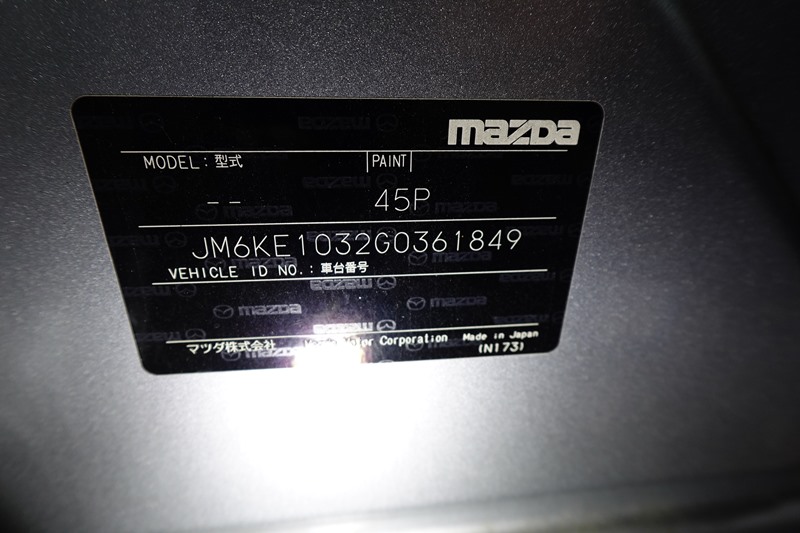 mazda
MODEL: 型式 PAINT
-- 45P
JM6KE1032G0361849
VEHICLE ID NO.: 車台番号
マツダ株式会社 Motor Corporation Made in Japan
(N173)